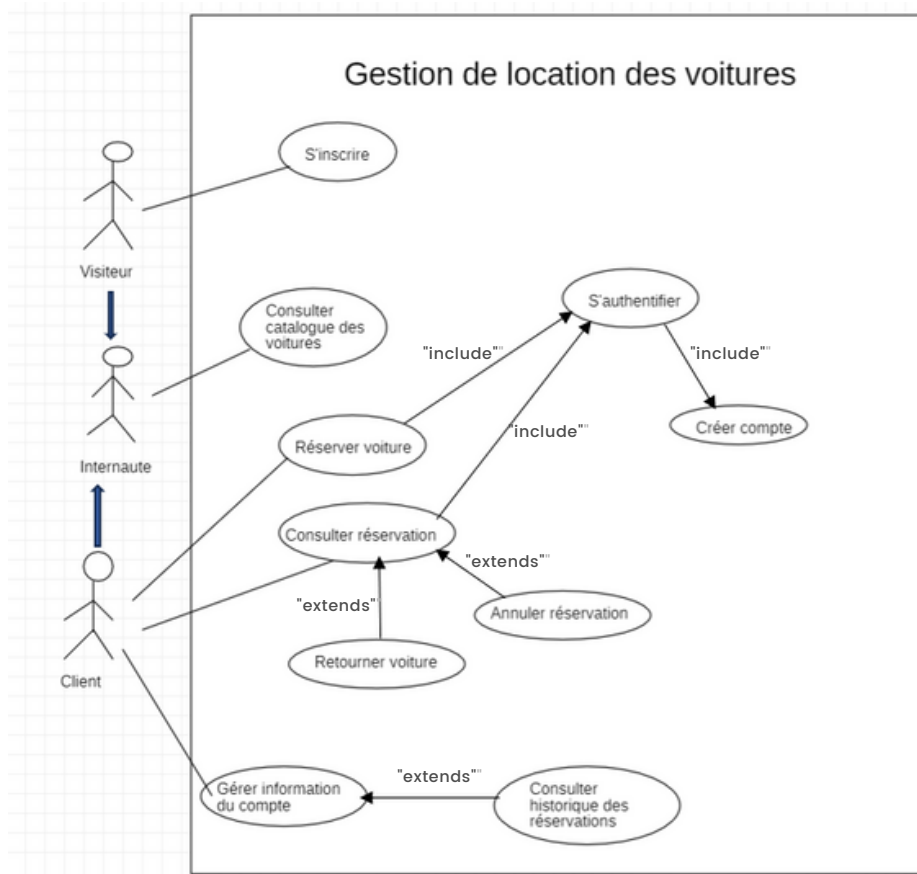 Gestion de location des voitures
S'inscrire
Visiteur
Consulter
catalogue des
voitures
S'authentifier
"include""
"include""
Internaute
Réserver voiture
"include""
Créer compte
Consulter réservation
"extends""
"extends""
Annuler réservation
Retourner voiture
Client
"extends""
Gérer information
du compte
Consulter
historique des
réservations